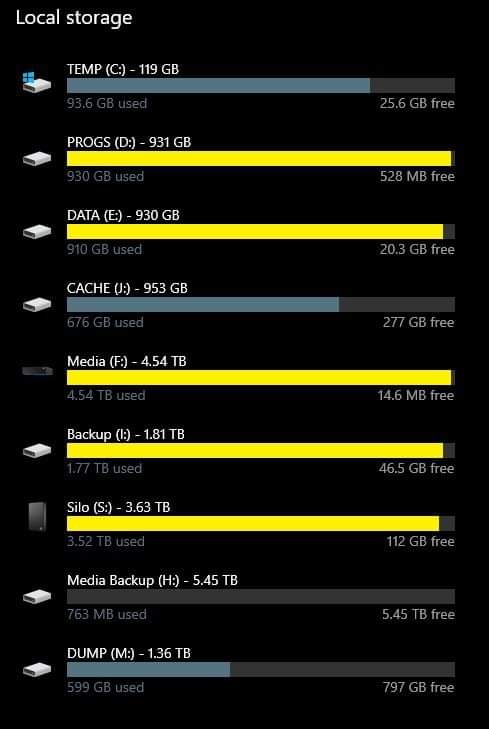 Local storage
TEMP (C:) - 119 GB
93.6 GB used 25.6 GB free
PROGS (D:) - 931 GB
930 GB used 528 MB free
DATA (E:) - 930 GB
910 GB used 20.3 GB free
CACHE (J:) - 953 GB
676 GB used 277 GB free
Media (F:) - 4.54 TB
4.54 TB used 14.6 MB free
Backup (I:) - 1.81 TB
1.77 TB used 46.5 GB free
Silo (S:) - 3.63 TB
3.52 TB used 112 GB free
Media Backup (H:) - 5.45 TB
763 MB used 5.45 TB free
DUMP (M:) - 1.36 TB
599 GB used 797 GB free